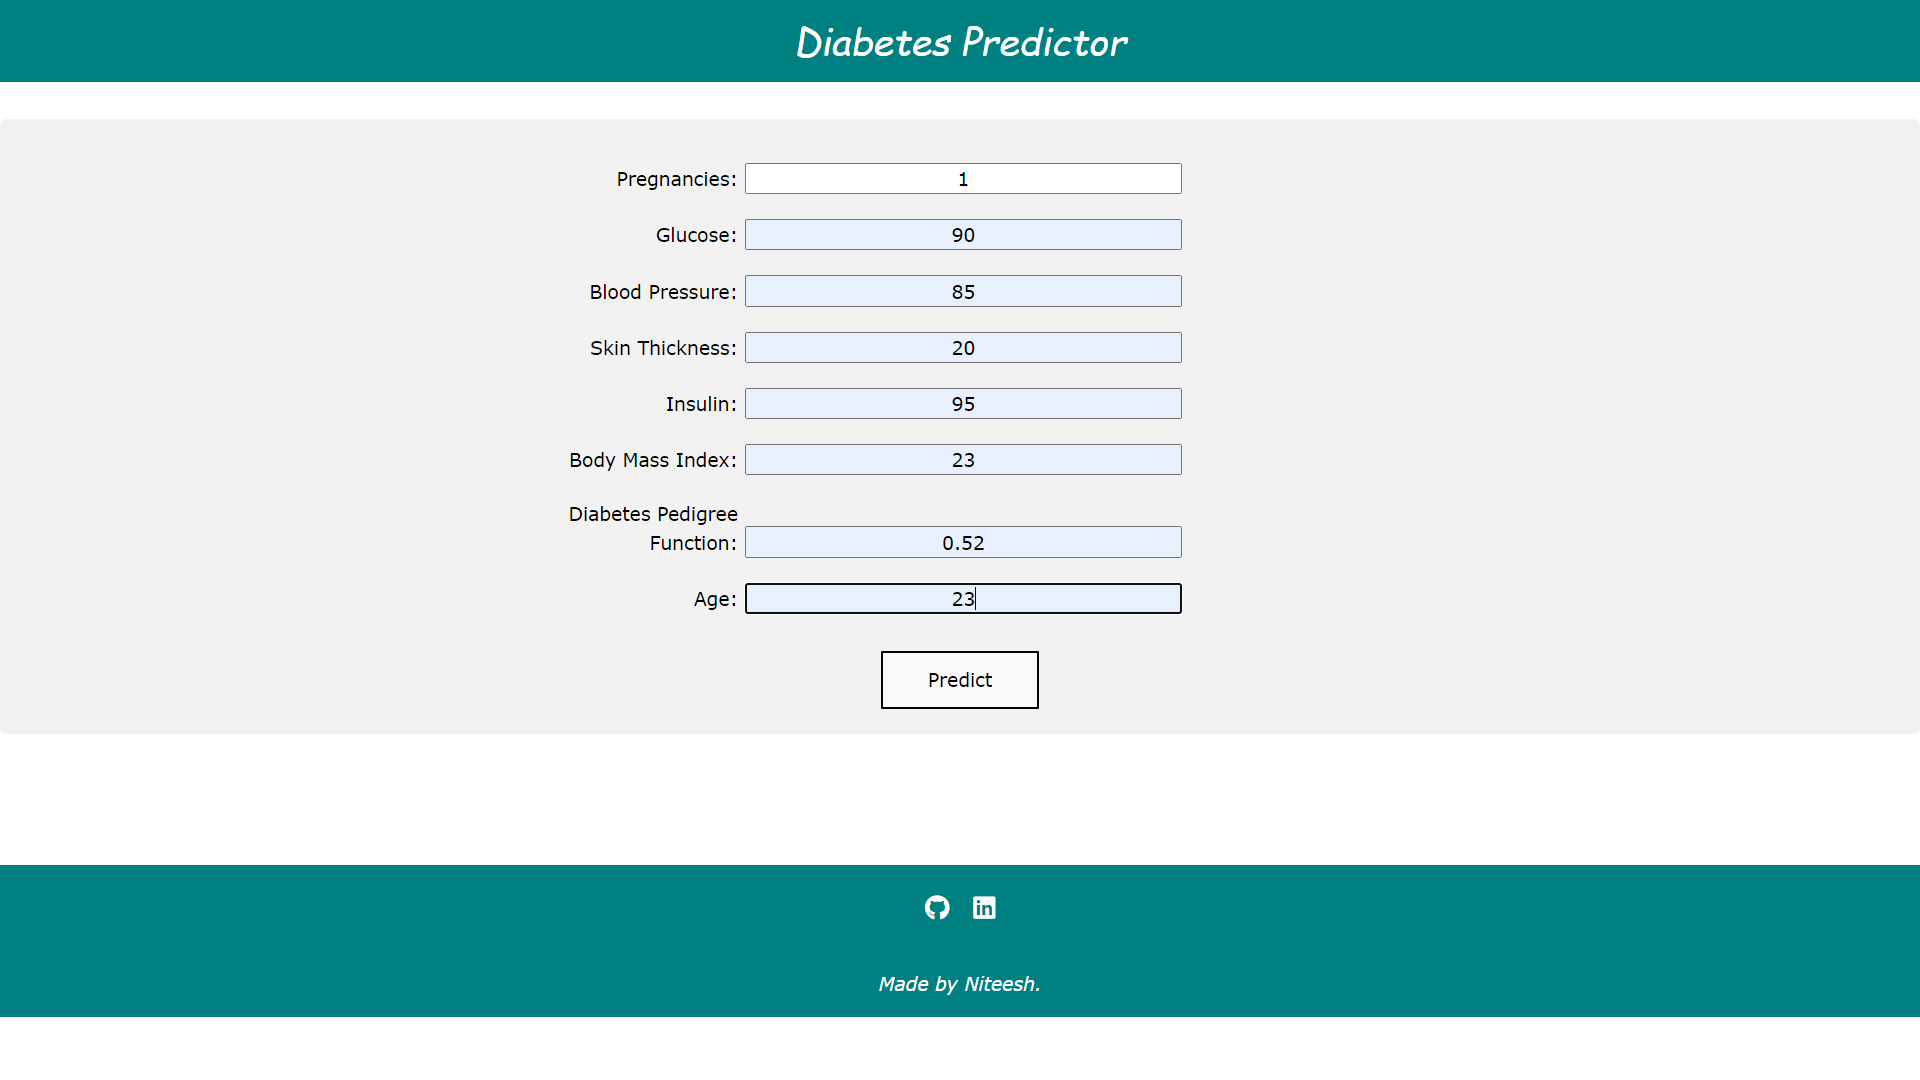 Diabetes Predictor
Pregnancies: 1
Glucose: 90
Blood Pressure: 85
Skin Thickness: 20
Insulin: 95
Body Mass Index: 23
Diabetes Pedigree
Function: 0.52
Age: 23
Predict
in
Made by Niteesh.